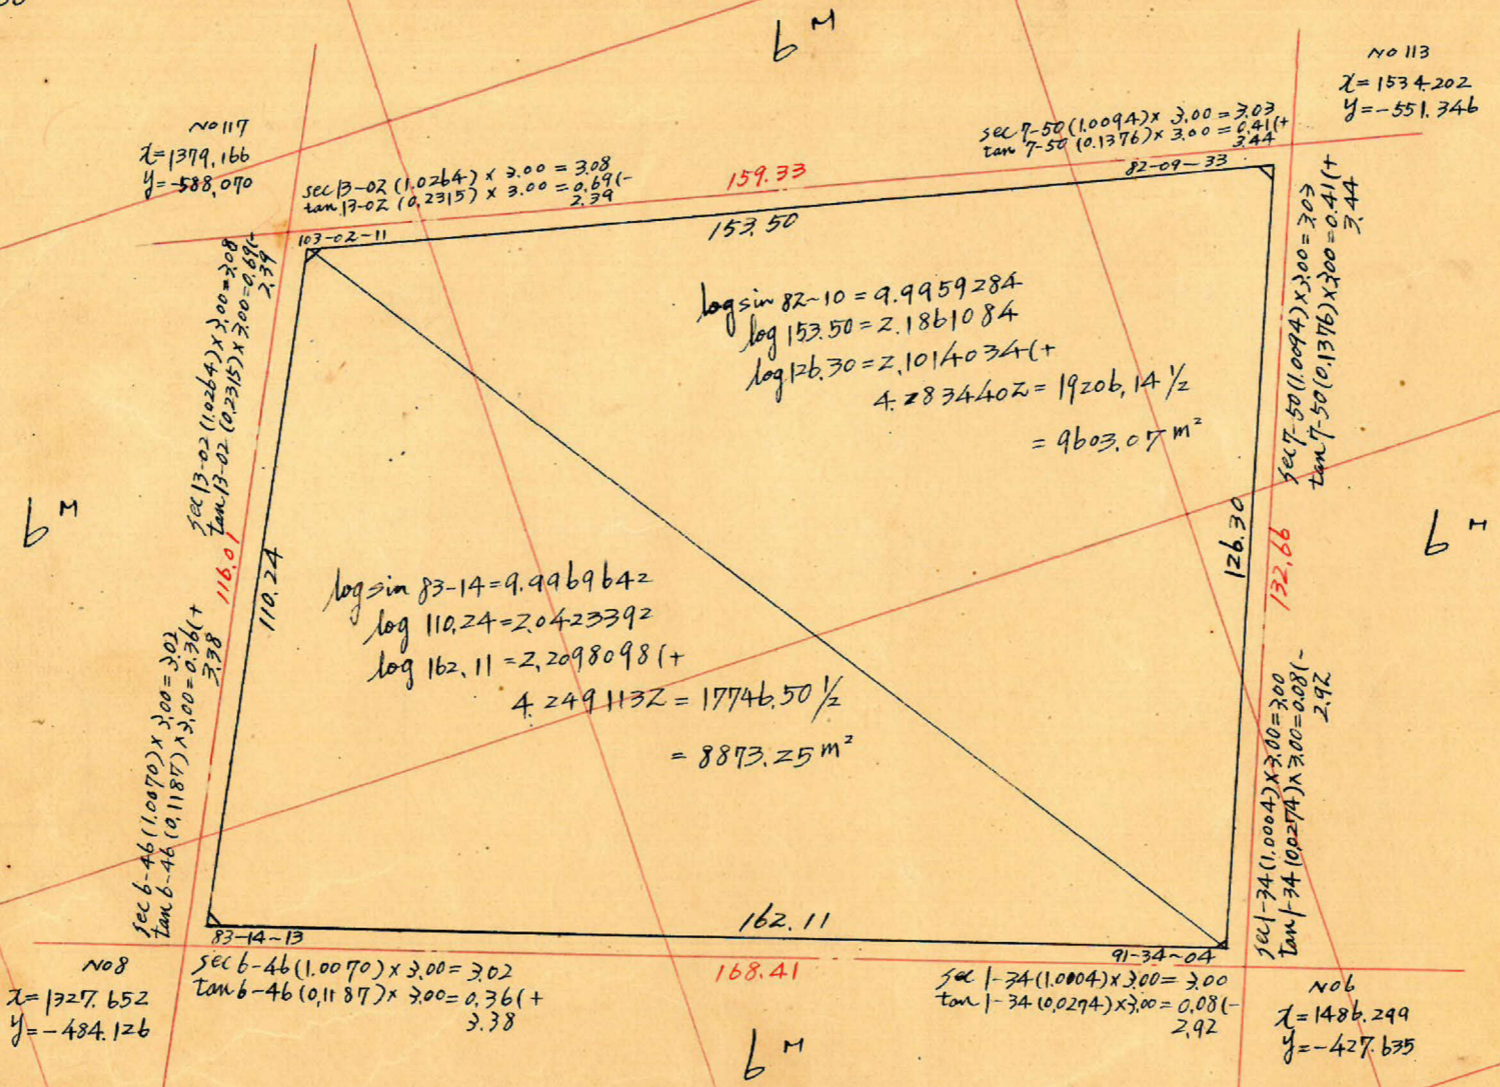 6 M
No 113
x = 1534.202
y = -551.346
No 117
x = 1379.166
y = -588.070
sec 7-50 (1.0094) x 3.00 = 3.03
tan 7-50 (0.1376) x 3.00 = 0.41 (+
3.44
82-09-33
sec 13-02 (1.0264) x 3.00 = 3.08
tan 13-02 (0.2315) x 3.00 = 0.69 (-
2.39
159.33
103-02-11
153.50
sec 13-02 (1.0264) x 3.00 = 3.08
tan 13-02 (0.2315) x 3.00 = 0.69 (-
2.39
log sin 82-10 = 9.9959284
log 153.50 = 2.1861084
log 126.30 = 2.1014034 (+
4.2834402 = 19206.14 1/2
= 9603.07 m²
sec 7-50 (1.0094) x 3.00 = 3.03
tan 7-50 (0.1376) x 3.00 = 0.41 (+
3.44
6 M
116.01
110.24
126.30
132.66
6 M
log sin 83-14 = 9.9969642
log 110.24 = 2.0423392
log 162.11 = 2.2098098 (+
4.2491132 = 17746.50 1/2
= 8873.25 m²
sec 6-46 (1.0070) x 3.00 = 3.02
tan 6-46 (0.1187) x 3.00 = 0.36 (+
3.38
sec 1-34 (1.0004) x 3.00 = 3.00
tan 1-34 (0.0274) x 3.00 = 0.08 (-
2.92
83-14-13
162.11
91-34-04
168.41
No 8
x = 1327.652
y = -484.126
sec 6-46 (1.0070) x 3.00 = 3.02
tan 6-46 (0.1187) x 3.00 = 0.36 (+
3.38
sec 1-34 (1.0004) x 3.00 = 3.00
tan 1-34 (0.0274) x 3.00 = 0.08 (-
2.92
No 6
x = 1486.299
y = -427.635
6 M